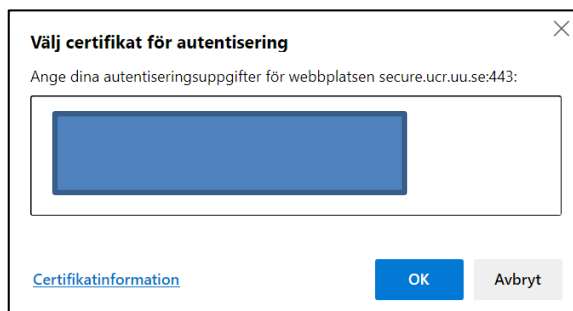 Välj certifikat för autentisering
Ange dina autentiseringsuppgifter för webbplatsen secure.ucr.uu.se:443:
Certifikatinformation
OK
Avbryt